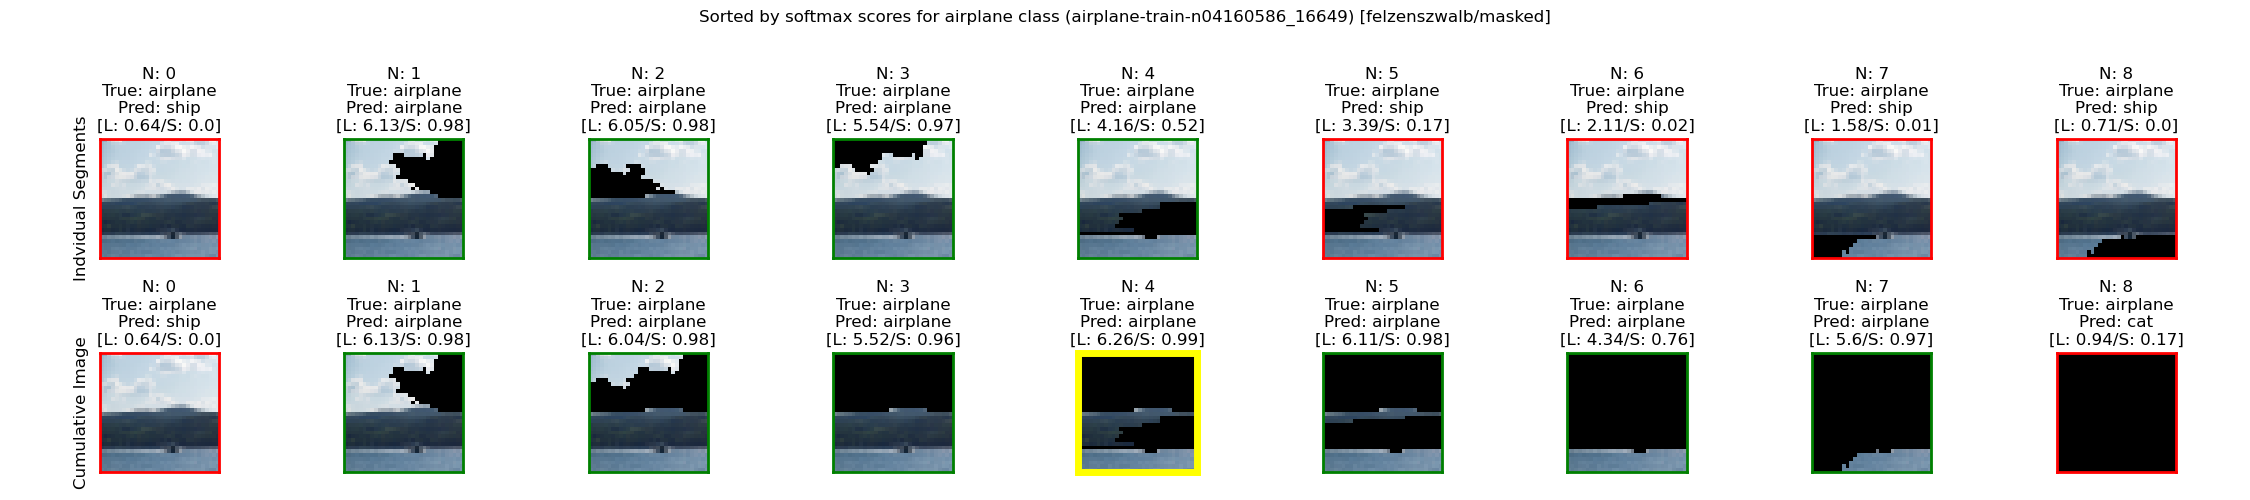 Sorted by softmax scores for airplane class (airplane-train-n04160586_16649) [felzenszwalb/masked]
Indvidual Segments
N: 0
True: airplane
Pred: ship
[L: 0.64/S: 0.0]
N: 1
True: airplane
Pred: airplane
[L: 6.13/S: 0.98]
N: 2
True: airplane
Pred: airplane
[L: 6.05/S: 0.98]
N: 3
True: airplane
Pred: airplane
[L: 5.54/S: 0.97]
N: 4
True: airplane
Pred: airplane
[L: 4.16/S: 0.52]
N: 5
True: airplane
Pred: ship
[L: 3.39/S: 0.17]
N: 6
True: airplane
Pred: ship
[L: 2.11/S: 0.02]
N: 7
True: airplane
Pred: ship
[L: 1.58/S: 0.01]
N: 8
True: airplane
Pred: ship
[L: 0.71/S: 0.0]
Cumulative Image
N: 0
True: airplane
Pred: ship
[L: 0.64/S: 0.0]
N: 1
True: airplane
Pred: airplane
[L: 6.13/S: 0.98]
N: 2
True: airplane
Pred: airplane
[L: 6.04/S: 0.98]
N: 3
True: airplane
Pred: airplane
[L: 5.52/S: 0.96]
N: 4
True: airplane
Pred: airplane
[L: 6.26/S: 0.99]
N: 5
True: airplane
Pred: airplane
[L: 6.11/S: 0.98]
N: 6
True: airplane
Pred: airplane
[L: 4.34/S: 0.76]
N: 7
True: airplane
Pred: airplane
[L: 5.6/S: 0.97]
N: 8
True: airplane
Pred: cat
[L: 0.94/S: 0.17]